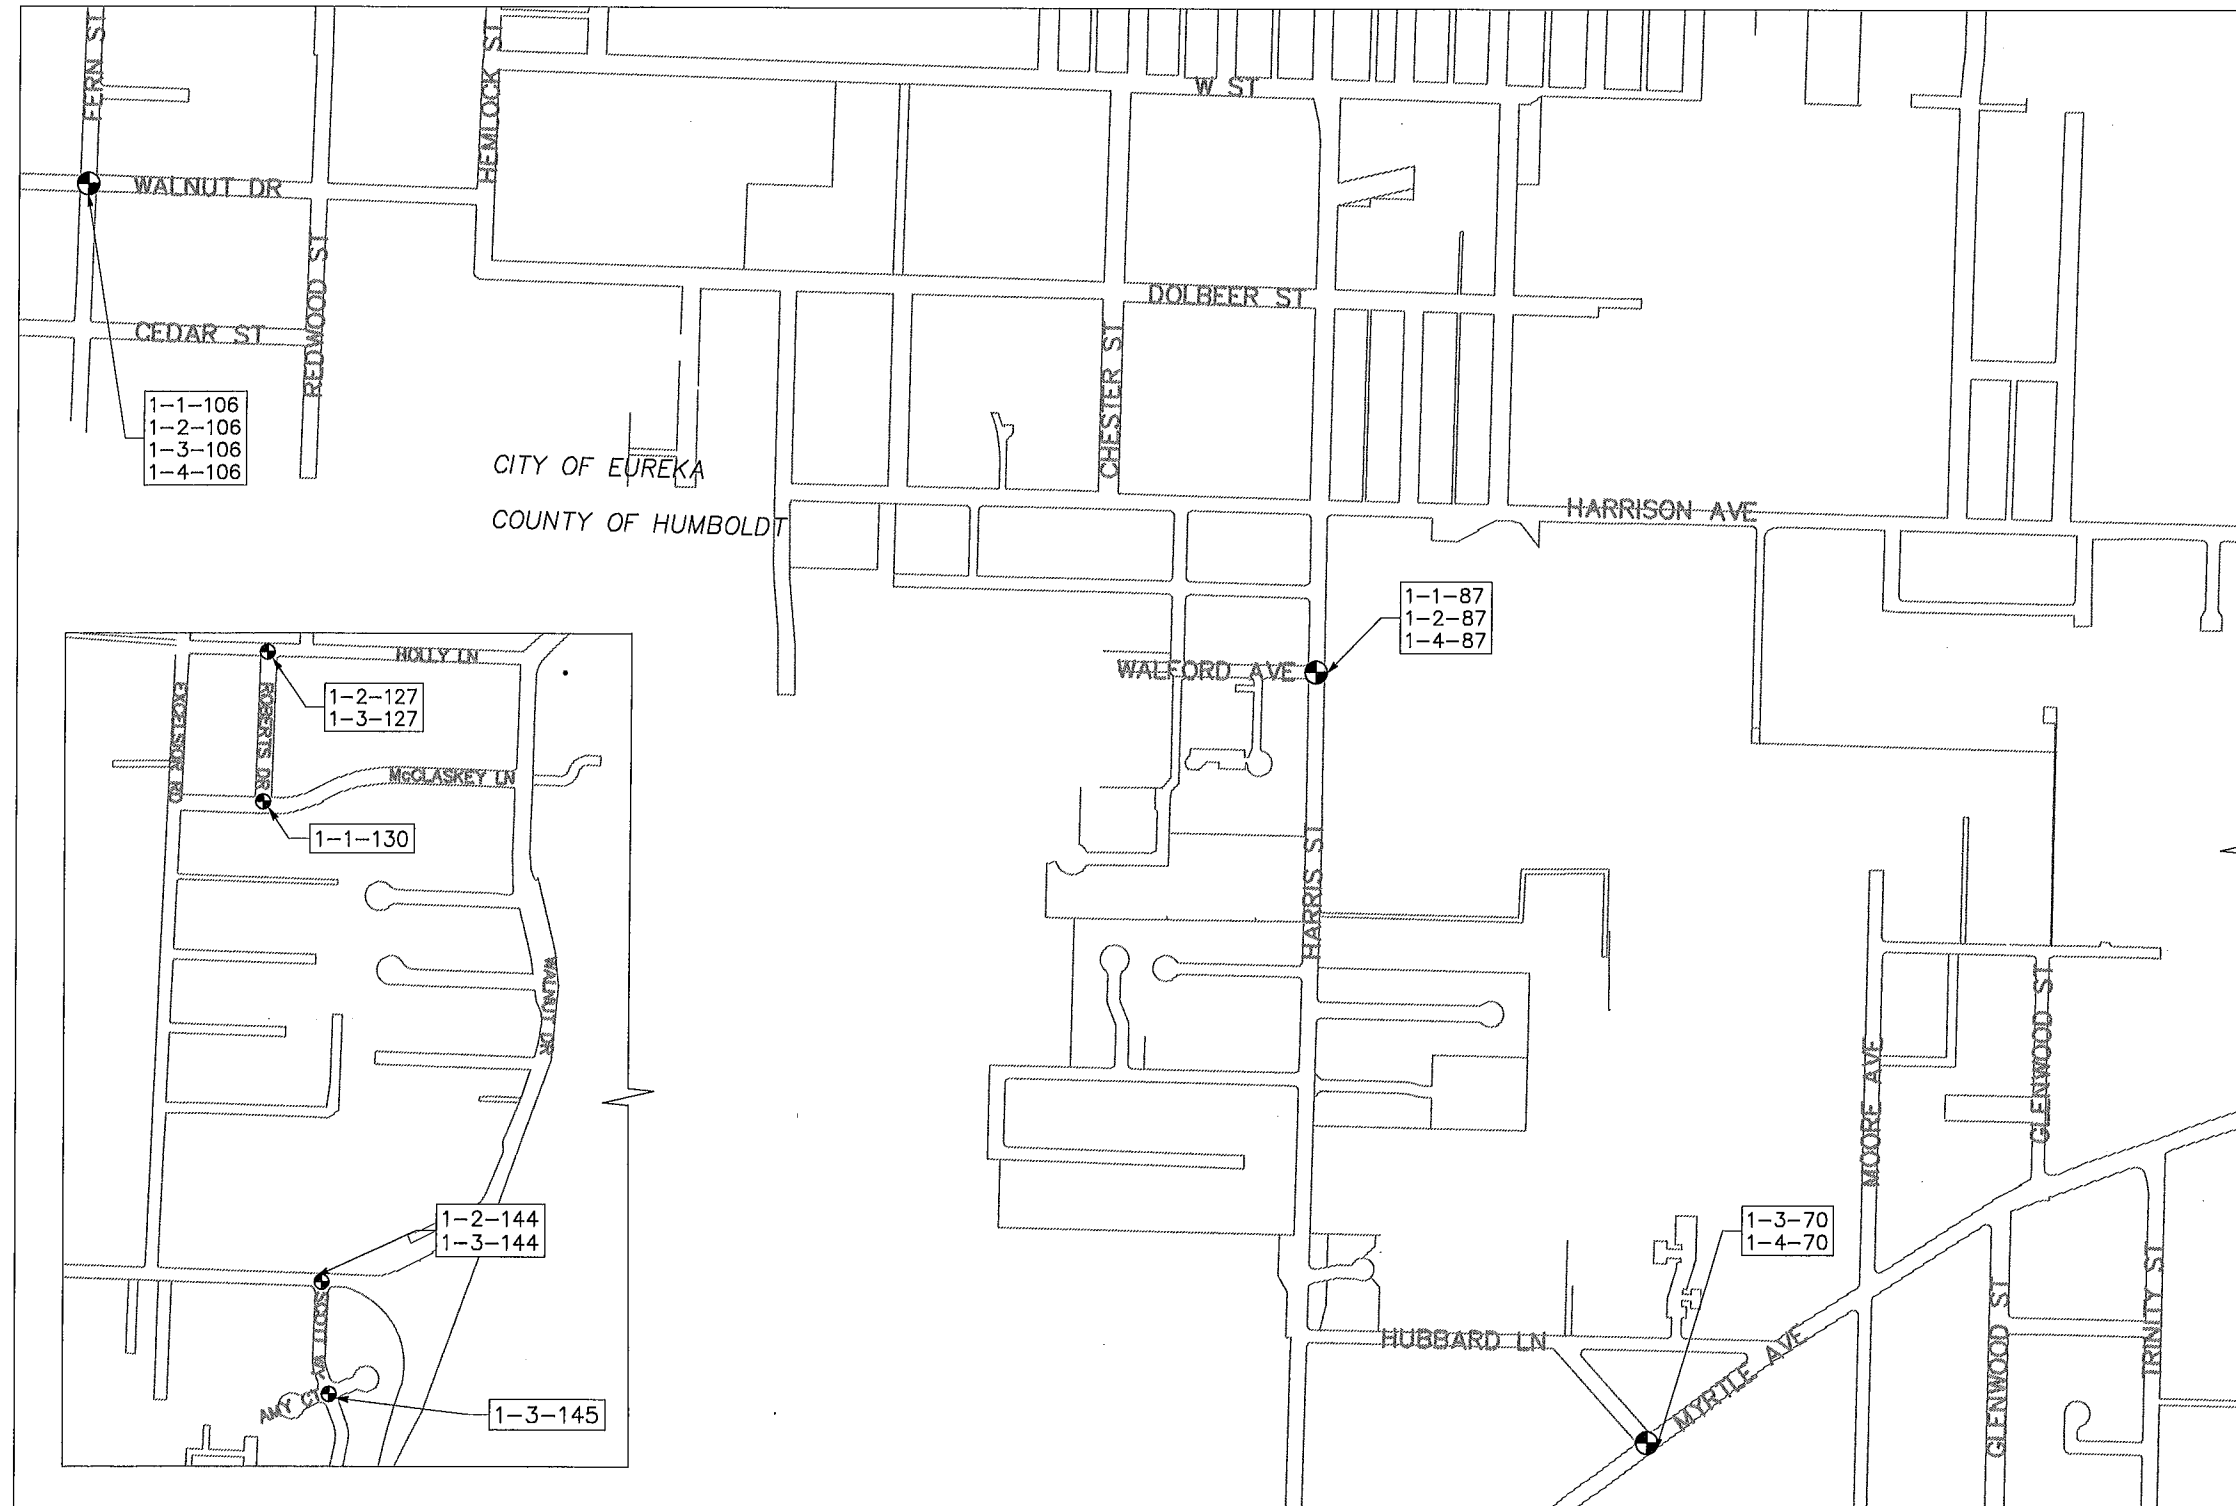 FERN ST
HEMLOCK ST
W ST
WALNUT DR
REDWOOD ST
DOLBEER ST
CEDAR ST
CHESTER ST
1-1-106
1-2-106
1-3-106
1-4-106
CITY OF EUREKA
COUNTY OF HUMBOLDT
HARRISON AVE
1-1-87
1-2-87
1-4-87
WALFORD AVE
HARRIS ST
HOLLY LN
EXCELSIOR RD
ROBERTS DR
1-2-127
1-3-127
McCLASKEY LN
1-1-130
WALNUT DR
1-2-144
1-3-144
SCOTT LA
AMY CT
1-3-145
MOORE AVE
GLENWOOD ST
1-3-70
1-4-70
HUBBARD LN
MYRTLE AVE
GLENWOOD ST
TRINITY ST